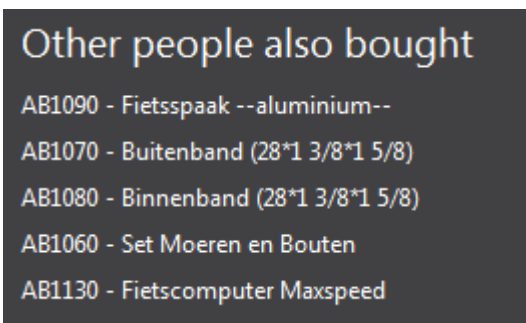 Other people also bought
AB1090 - Fietsspaak --aluminium--
AB1070 - Buitenband (28*1 3/8*1 5/8)
AB1080 - Binnenband (28*1 3/8*1 5/8)
AB1060 - Set Moeren en Bouten
AB1130 - Fietscomputer Maxspeed